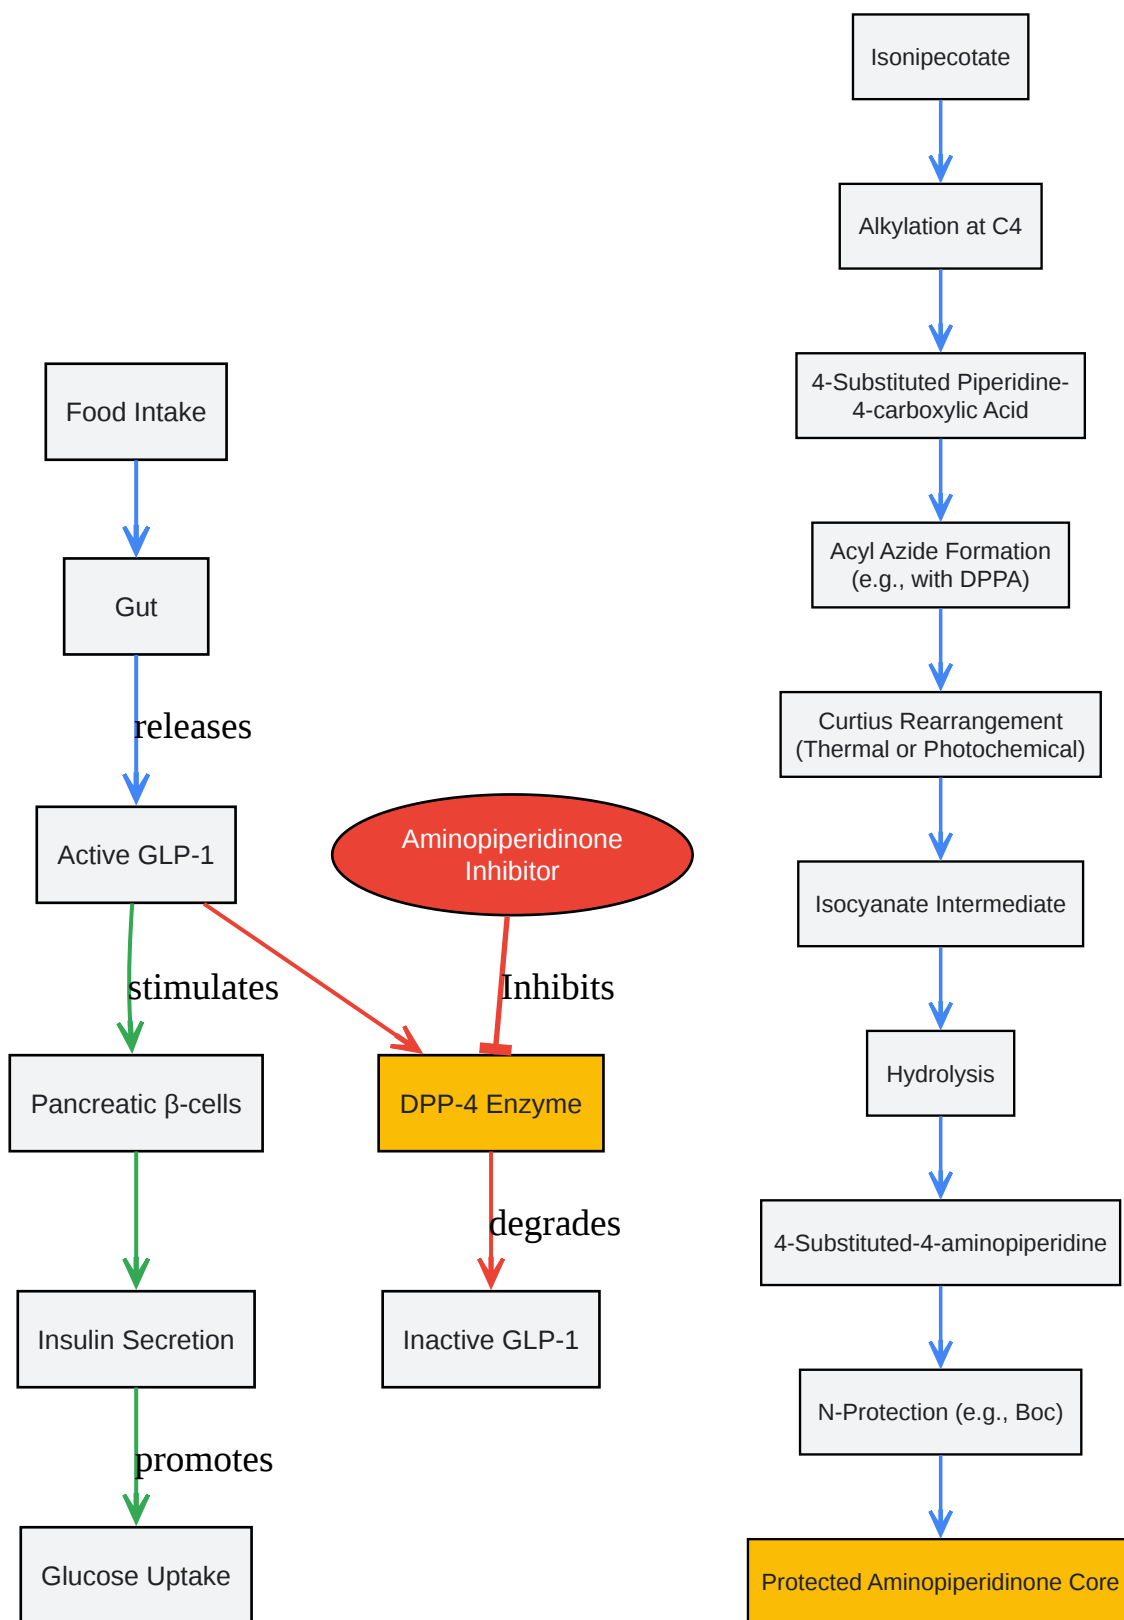 Food Intake
Gut
releases
Active GLP-1
Aminopiperidinone
Inhibitor
stimulates
Inhibits
Pancreatic β-cells
DPP-4 Enzyme
degrades
Insulin Secretion
Inactive GLP-1
promotes
Glucose Uptake
Isonipecotate
Alkylation at C4
4-Substituted Piperidine-
4-carboxylic Acid
Acyl Azide Formation
(e.g., with DPPA)
Curtius Rearrangement
(Thermal or Photochemical)
Isocyanate Intermediate
Hydrolysis
4-Substituted-4-aminopiperidine
N-Protection (e.g., Boc)
Protected Aminopiperidinone Core